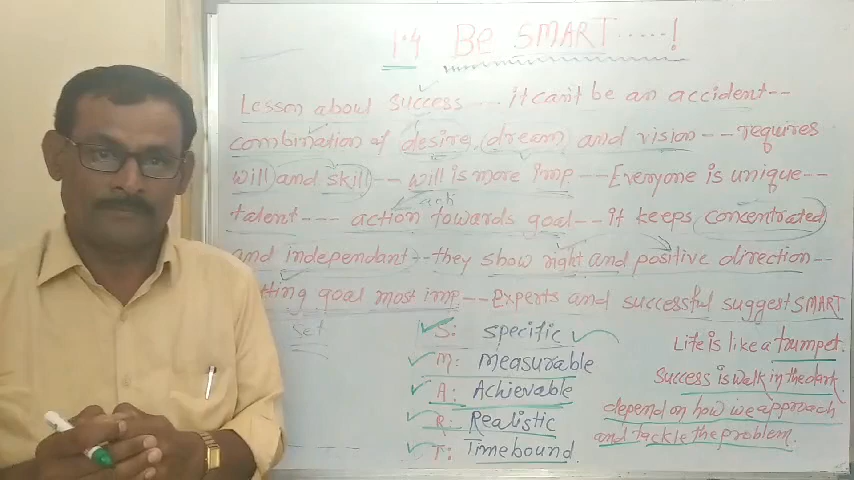 1.4 Be SMART.....!
Lesson about success... it can't be an accident--
combination of desire (dream) and vision-- requires
will and skill-- will is more imp-- Everyone is unique--
talent--- action towards goal-- it keeps concentrated
ach
and independant-- they show right and positive direction--
tting goal most imp.-- experts and successful suggest SMART
set
S: specific
M: Measurable
A: Achievable
R: Realistic
T: Timebound
Life is like a trumpet.
Success is walk in the dark
depend on how we approach
and tackle the problem.